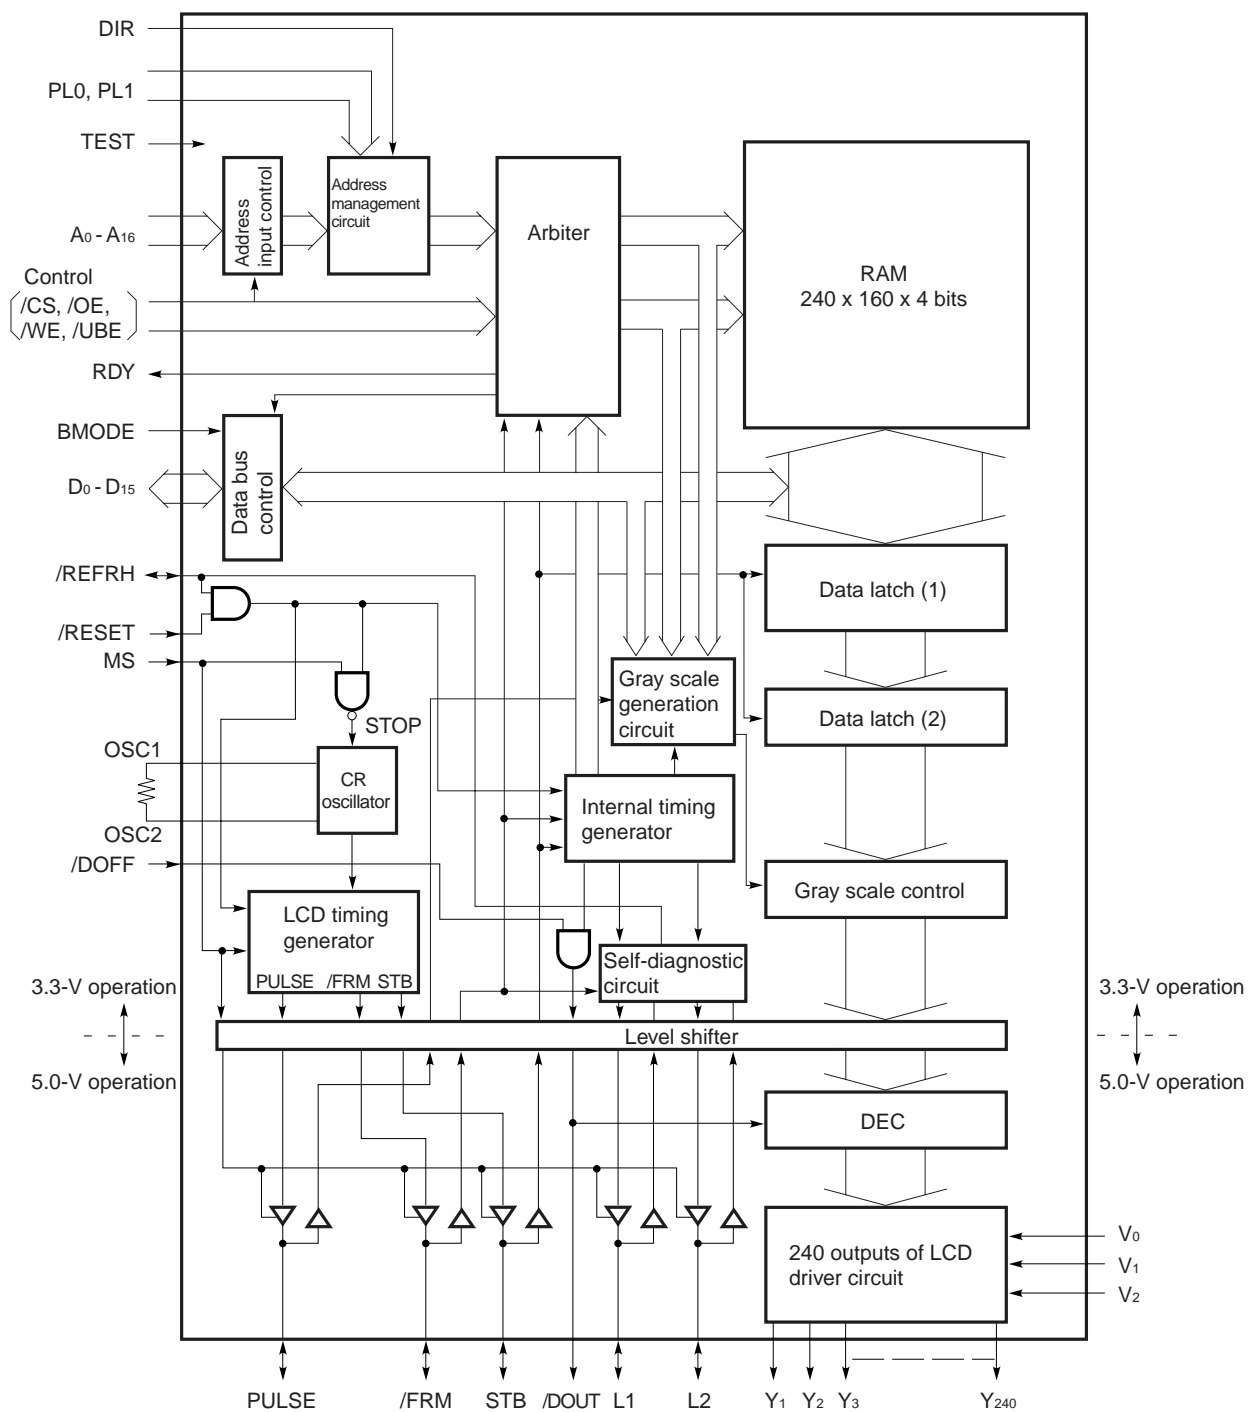 DIR
PL0, PL1
TEST
A0 - A16
Control
/CS, /OE,
/WE, /UBE
RDY
BMODE
D0 - D15
/REFRH
/RESET
MS
OSC1
OSC2
/DOFF
Address
input control
Address
management
circuit
Arbiter
RAM
240 x 160 x 4 bits
Data bus
control
Data latch (1)
Gray scale
generation
circuit
Data latch (2)
STOP
CR
oscillator
Internal timing
generator
Gray scale control
LCD timing
generator
PULSE
/FRM
STB
Self-diagnostic
circuit
3.3-V operation
5.0-V operation
3.3-V operation
5.0-V operation
Level shifter
DEC
240 outputs of LCD
driver circuit
V0
V1
V2
PULSE
/FRM
STB
/DOUT
L1
L2
Y1
Y2
Y3
Y240